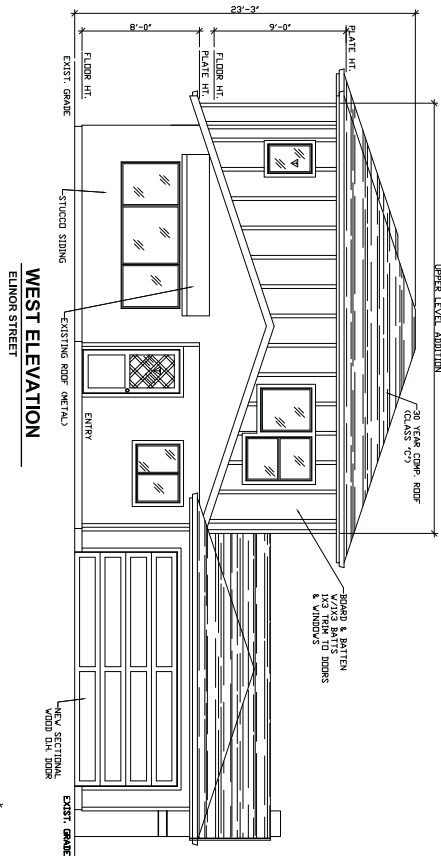 23'-3"
8'-0"
9'-0"
FLOOR HT.
EXIST. GRADE
FLOOR HT.
PLATE HT.
PLATE HT.
UPPER LEVEL ADDITION
30 YEAR COMP. ROOF
(CLASS "C")
BOARD & BATTEN
W/1X3 BATTS
1X3 TRIM TO DOORS
& WINDOWS
STUCCO SIDING
EXISTING ROOF (METAL)
ENTRY
NEW SECTIONAL
WOOD O.H. DOOR
EXIST. GRADE
WEST ELEVATION
ELINOR STREET